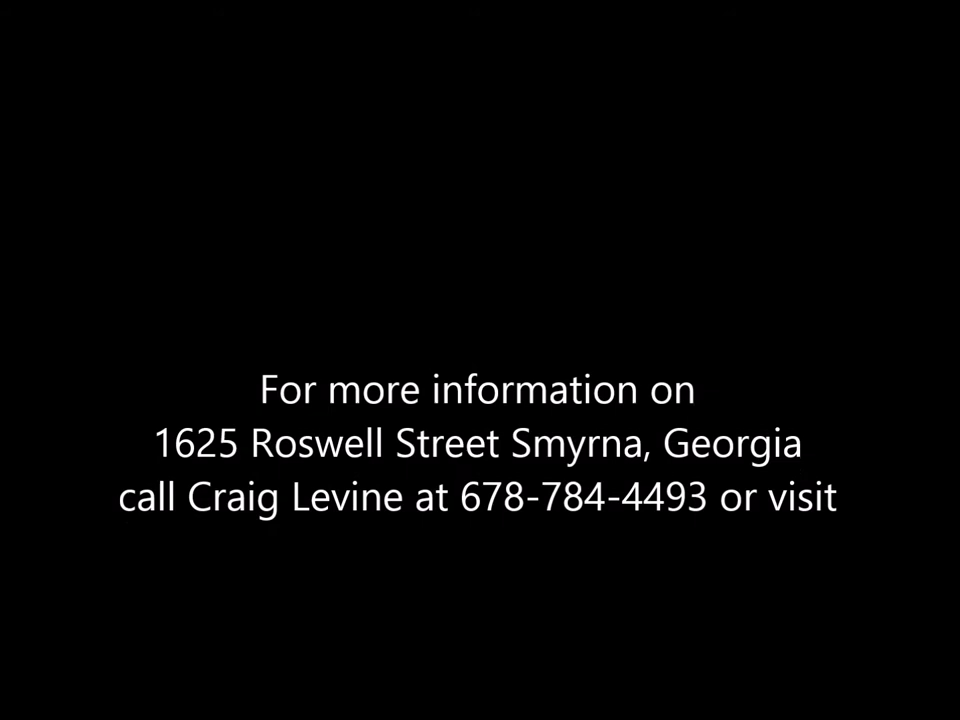 For more information on
1625 Roswell Street Smyrna, Georgia
call Craig Levine at 678-784-4493 or visit